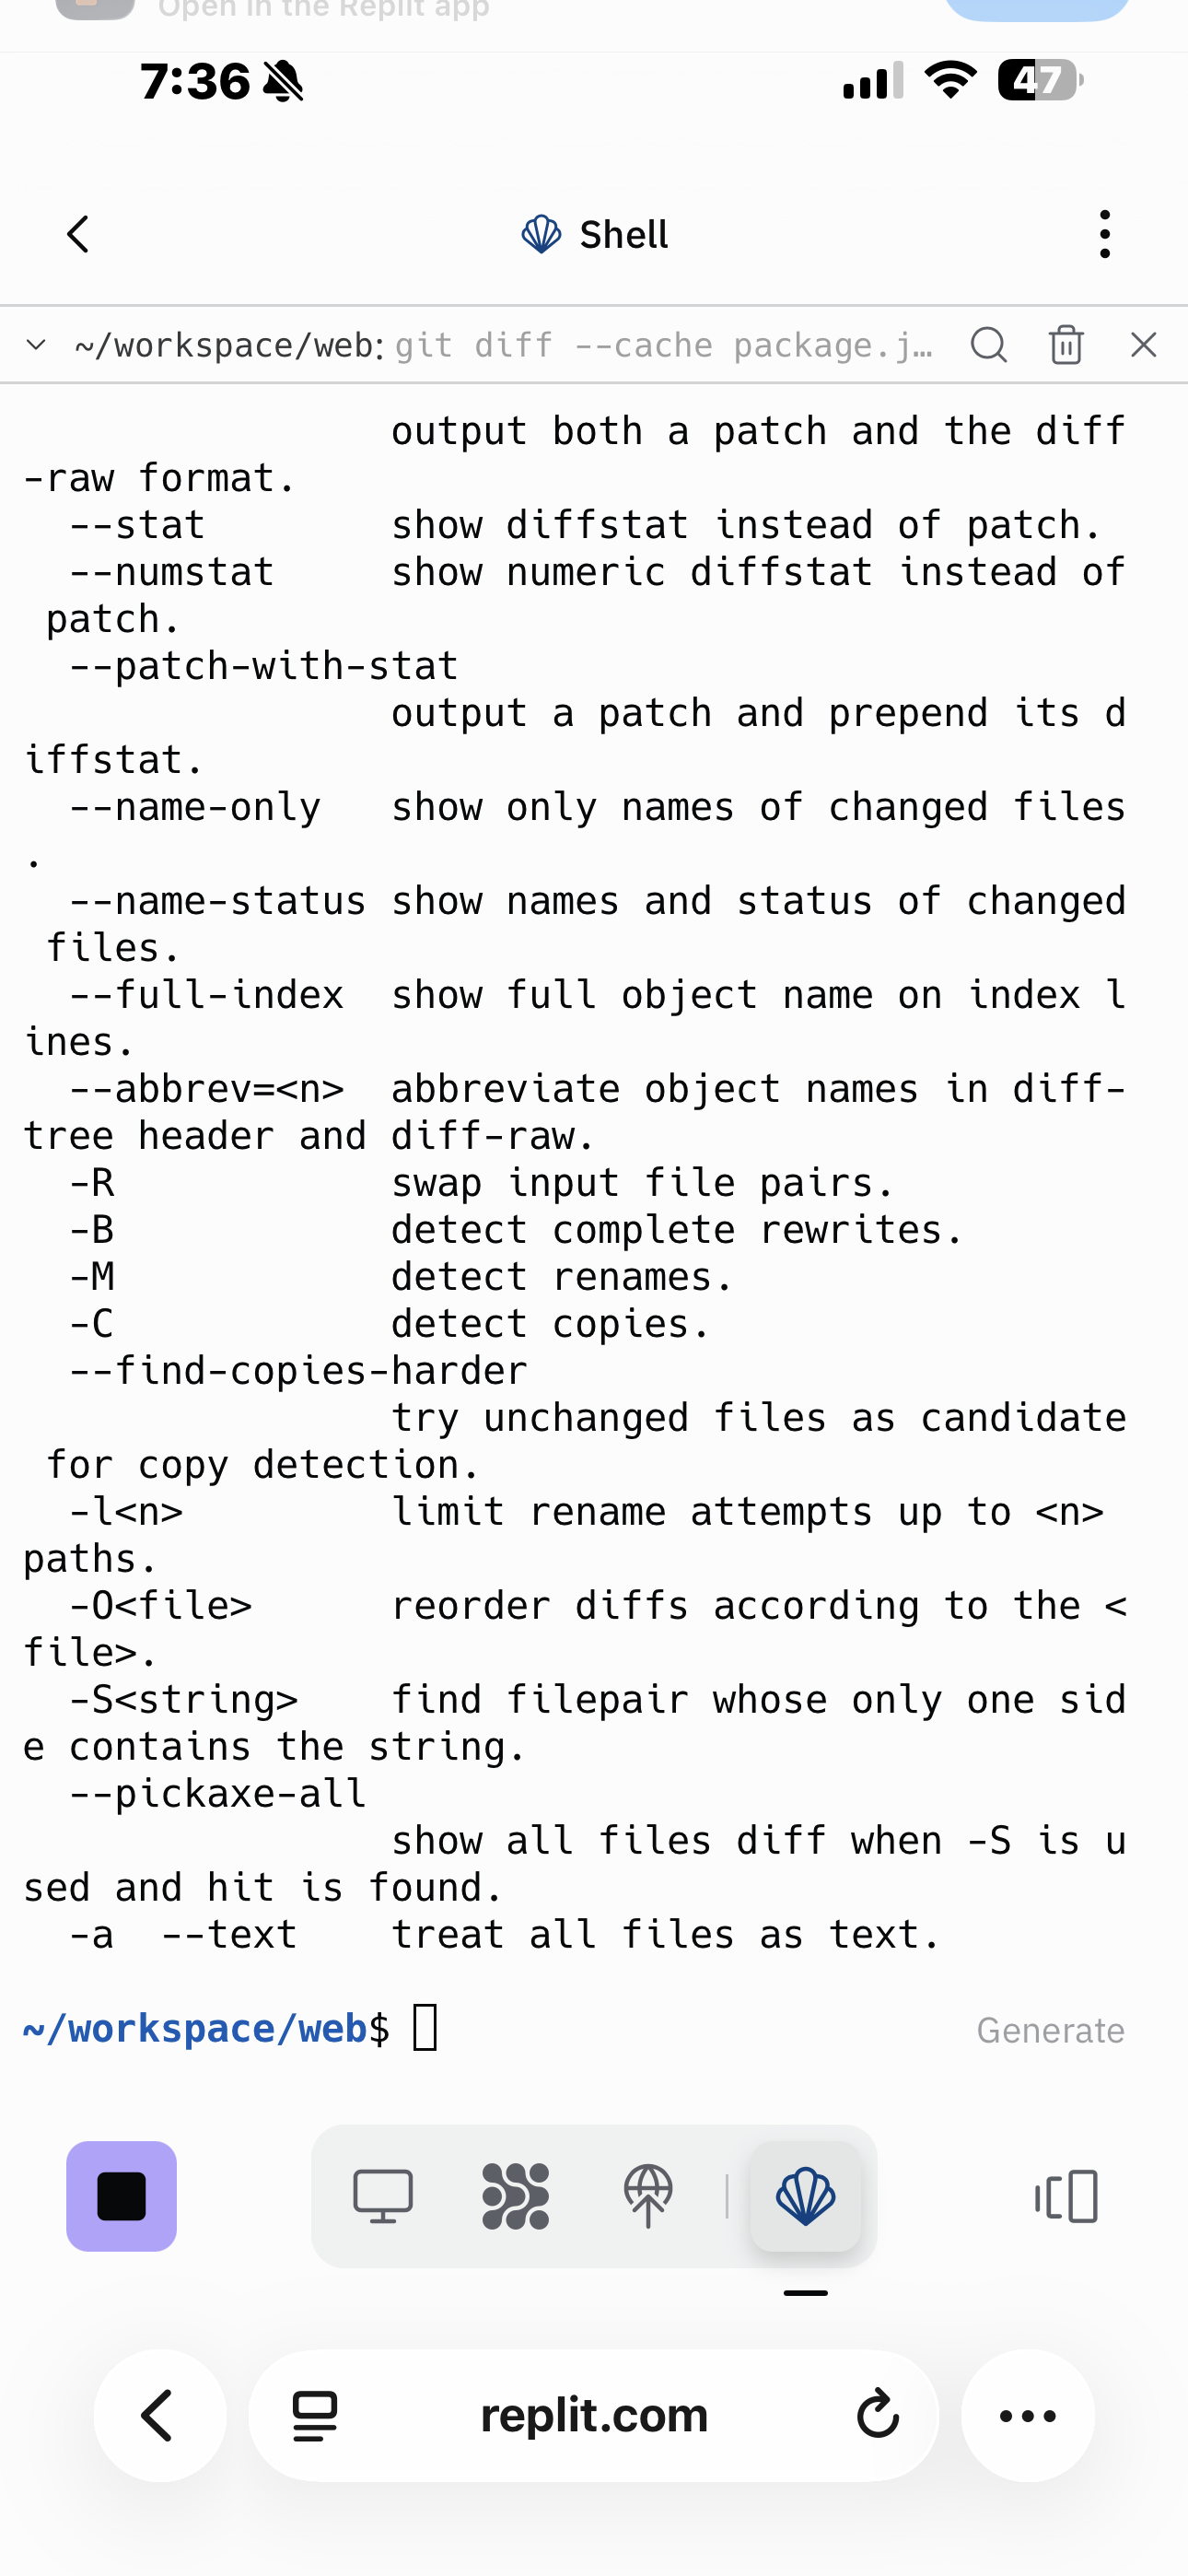 Open in the Replit app
7:36
47
Shell
~/workspace/web: git diff --cache package.j…
output both a patch and the diff
-raw format.
--stat        show diffstat instead of patch.
--numstat     show numeric diffstat instead of
patch.
--patch-with-stat
output a patch and prepend its d
iffstat.
--name-only   show only names of changed files
.
--name-status show names and status of changed
files.
--full-index  show full object name on index l
ines.
--abbrev=<n>  abbreviate object names in diff-
tree header and diff-raw.
-R            swap input file pairs.
-B            detect complete rewrites.
-M            detect renames.
-C            detect copies.
--find-copies-harder
try unchanged files as candidate
for copy detection.
-l<n>         limit rename attempts up to <n>
paths.
-O<file>      reorder diffs according to the <
file>.
-S<string>    find filepair whose only one sid
e contains the string.
--pickaxe-all
show all files diff when -S is u
sed and hit is found.
-a  --text    treat all files as text.
~/workspace/web$
Generate
replit.com